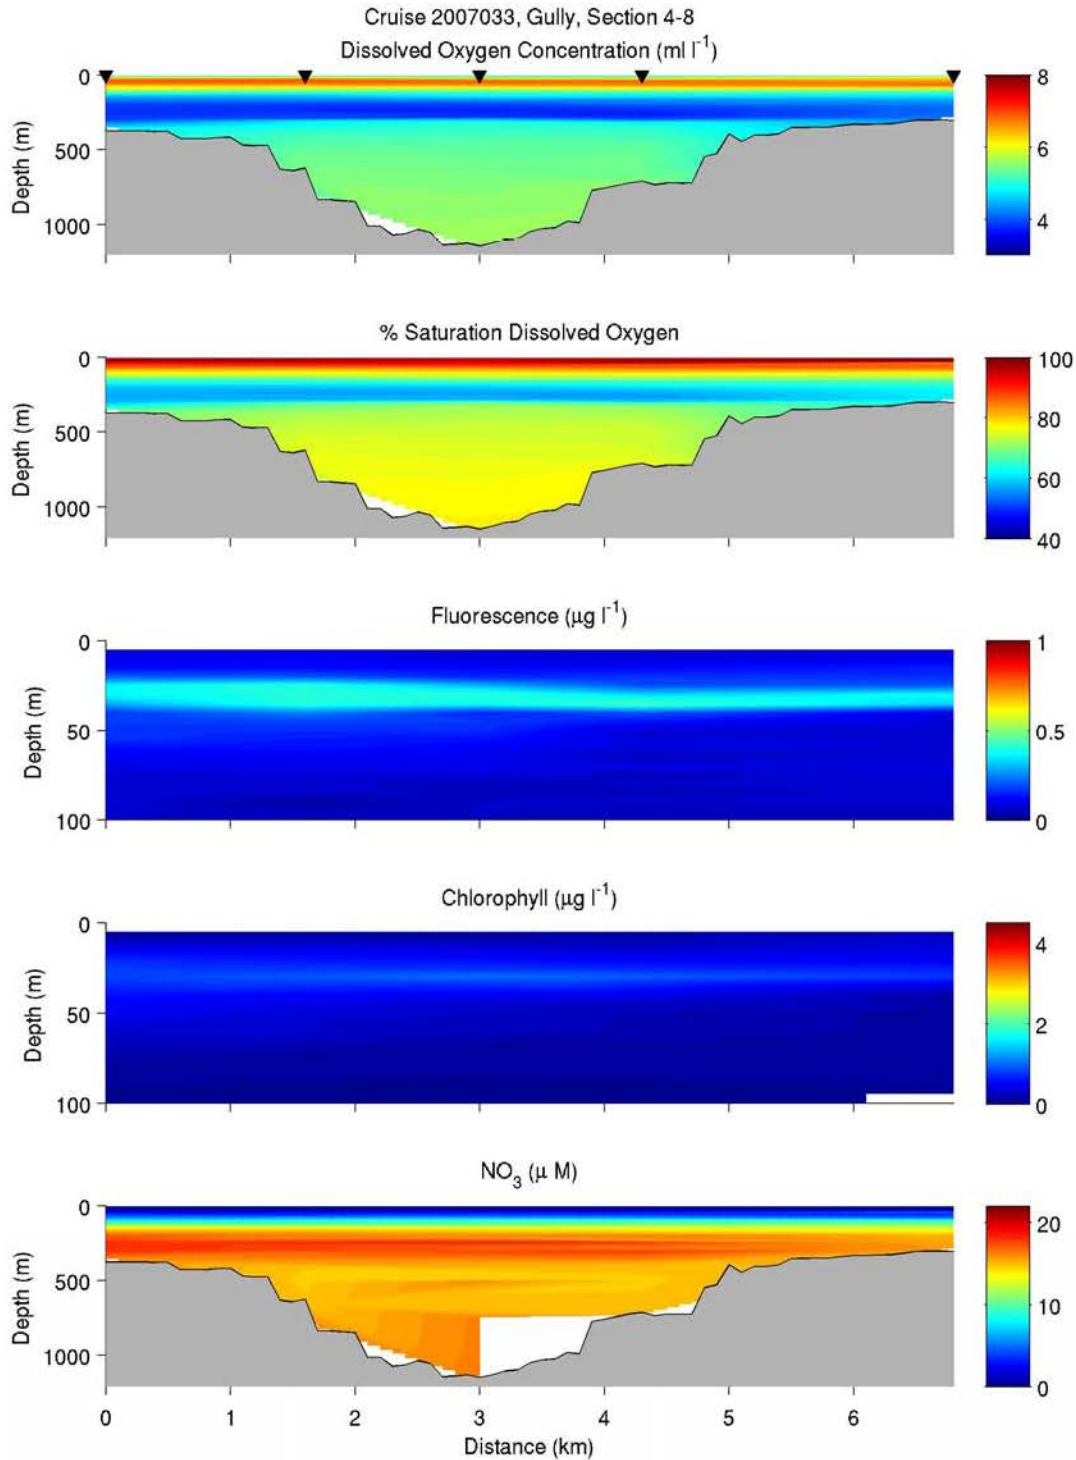 Cruise 2007033, Gully, Section 4-8
Dissolved Oxygen Concentration (ml l⁻¹)
0
500
1000
Depth (m)
8
6
4
% Saturation Dissolved Oxygen
0
500
1000
Depth (m)
100
80
60
40
Fluorescence (μg l⁻¹)
0
50
100
Depth (m)
1
0.5
0
Chlorophyll (μg l⁻¹)
0
50
100
Depth (m)
4
2
0
NO₃ (μ M)
0
500
1000
Depth (m)
20
10
0
0 1 2 3 4 5 6
Distance (km)